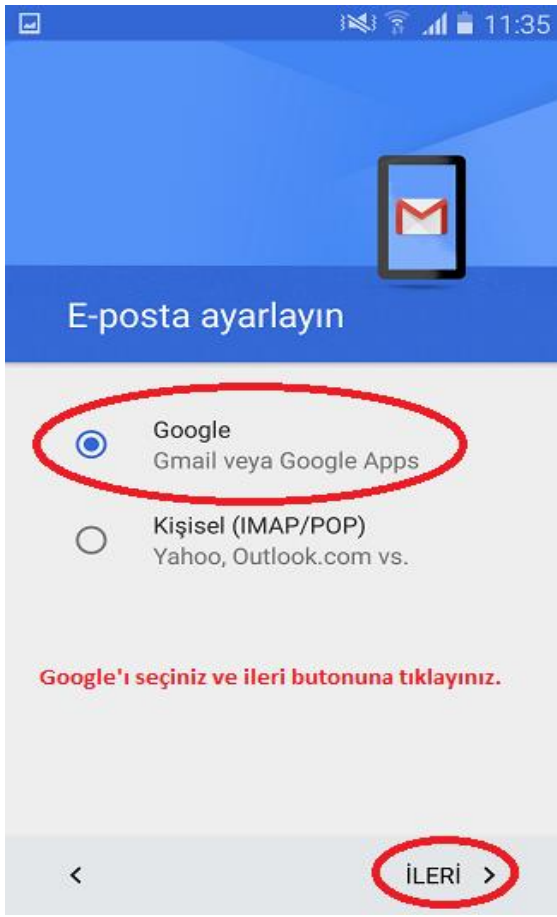 11:35
E-posta ayarlayın
Google
Gmail veya Google Apps
Kişisel (IMAP/POP)
Yahoo, Outlook.com vs.
Google'ı seçiniz ve ileri butonuna tıklayınız.
İLERİ